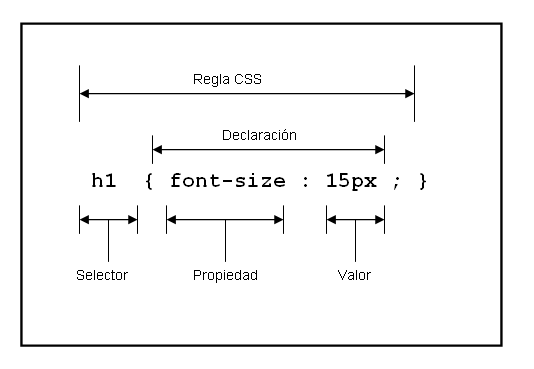 Regla CSS
Declaración
h1 { font-size : 15px ; }
Selector Propiedad Valor